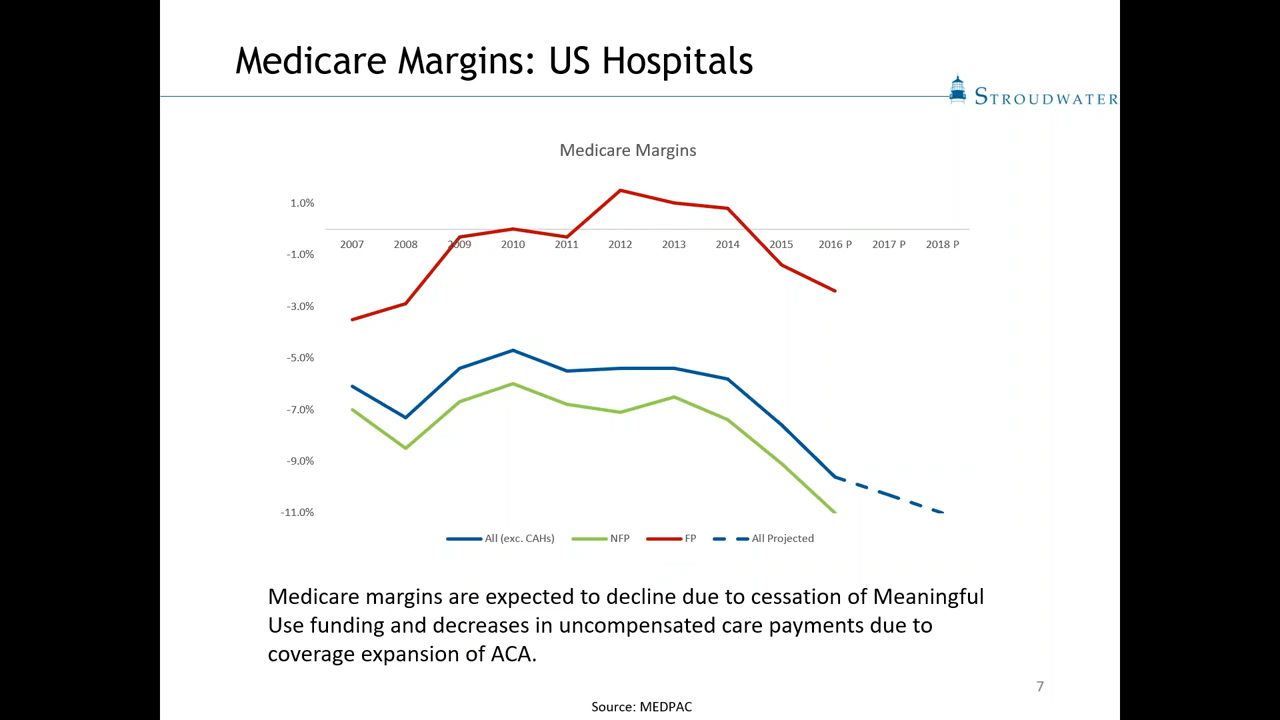 Medicare Margins: US Hospitals
STROUDWATER
Medicare Margins
1.0%
2007 2008 2009 2010 2011 2012 2013 2014 2015 2016 P 2017 P 2018 P
-1.0%
-3.0%
-5.0%
-7.0%
-9.0%
-11.0%
All (exc. CAHs) NFP FP All Projected
Medicare margins are expected to decline due to cessation of Meaningful
Use funding and decreases in uncompensated care payments due to
coverage expansion of ACA.
7
Source: MEDPAC